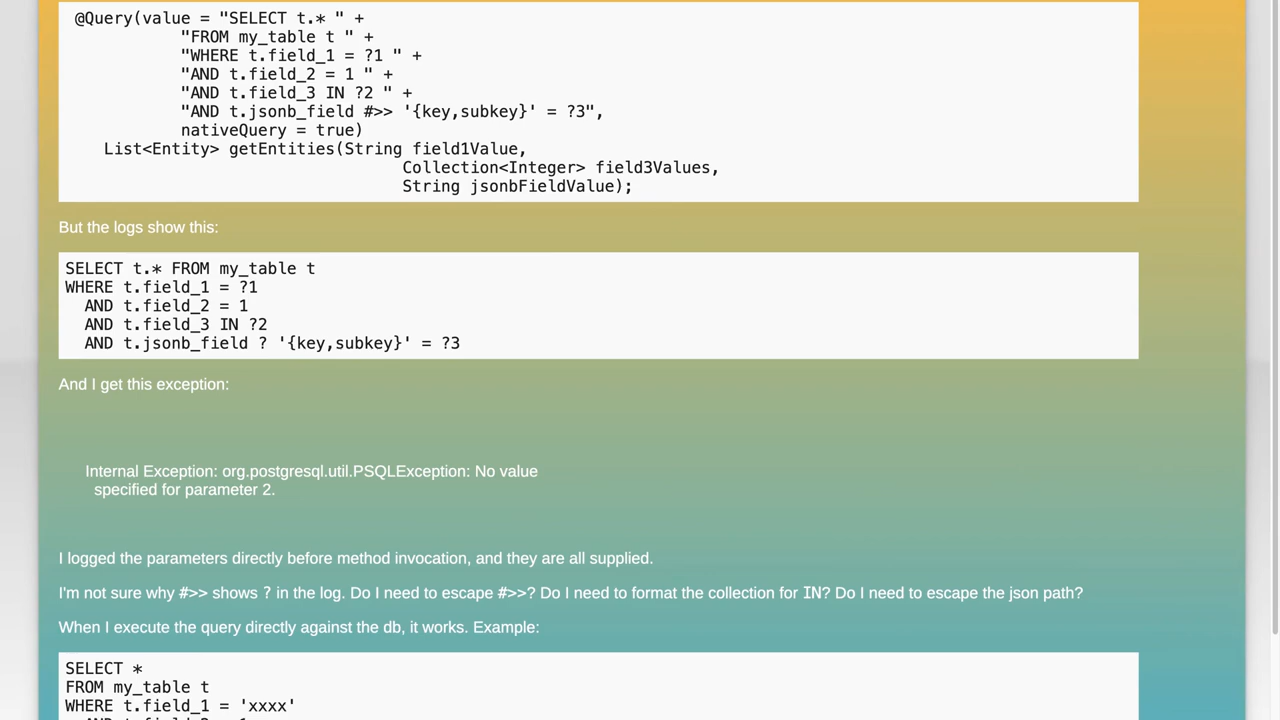 @Query(value = "SELECT t.* " +
"FROM my_table t " +
"WHERE t.field_1 = ?1 " +
"AND t.field_2 = 1 " +
"AND t.field_3 IN ?2 " +
"AND t.jsonb_field #>> '{key,subkey}' = ?3",
nativeQuery = true)
List<Entity> getEntities(String field1Value,
Collection<Integer> field3Values,
String jsonbFieldValue);
But the logs show this:
SELECT t.* FROM my_table t
WHERE t.field_1 = ?1
AND t.field_2 = 1
AND t.field_3 IN ?2
AND t.jsonb_field ? '{key,subkey}' = ?3
And I get this exception:
Internal Exception: org.postgresql.util.PSQLException: No value
specified for parameter 2.
I logged the parameters directly before method invocation, and they are all supplied.
I'm not sure why #>> shows ? in the log. Do I need to escape #>>? Do I need to format the collection for IN? Do I need to escape the json path?
When I execute the query directly against the db, it works. Example:
SELECT *
FROM my_table t
WHERE t.field_1 = 'xxxx'